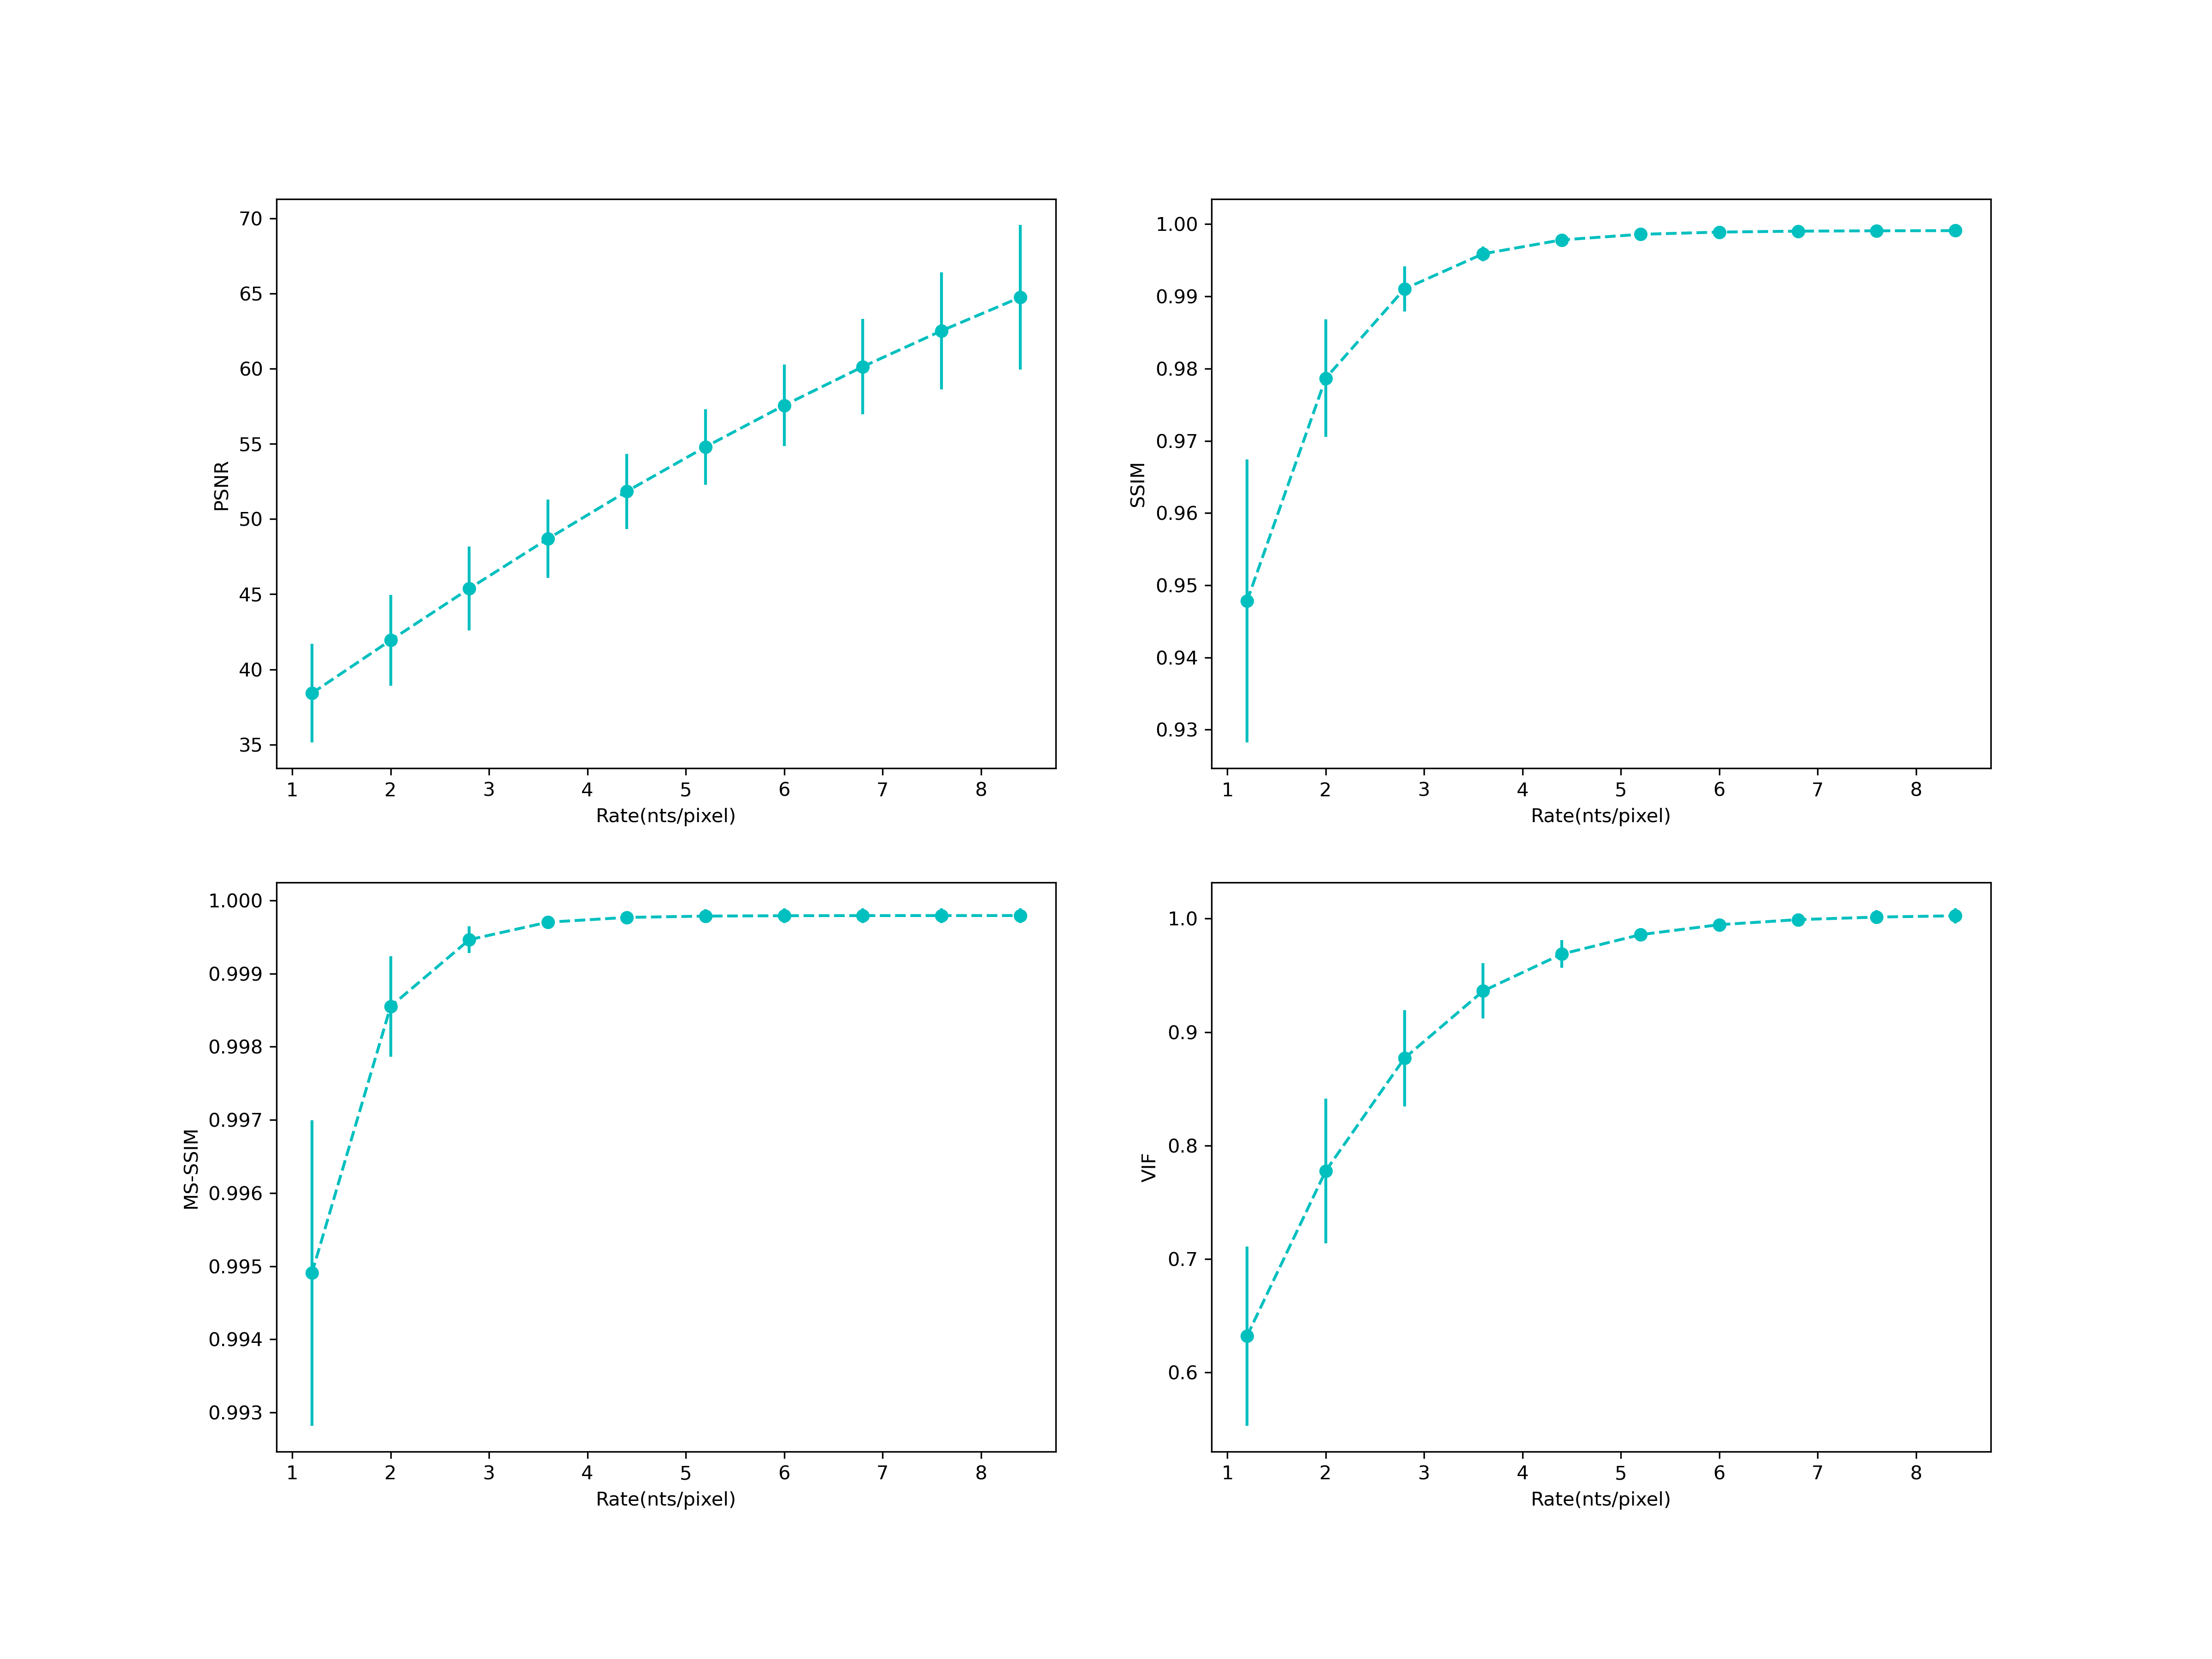 70
65
60
55
50
45
40
35
PSNR
1 2 3 4 5 6 7 8
Rate(nts/pixel)
1.00
0.99
0.98
0.97
0.96
0.95
0.94
0.93
SSIM
1 2 3 4 5 6 7 8
Rate(nts/pixel)
1.000
0.999
0.998
0.997
0.996
0.995
0.994
0.993
MS-SSIM
1 2 3 4 5 6 7 8
Rate(nts/pixel)
1.0
0.9
0.8
0.7
0.6
VIF
1 2 3 4 5 6 7 8
Rate(nts/pixel)